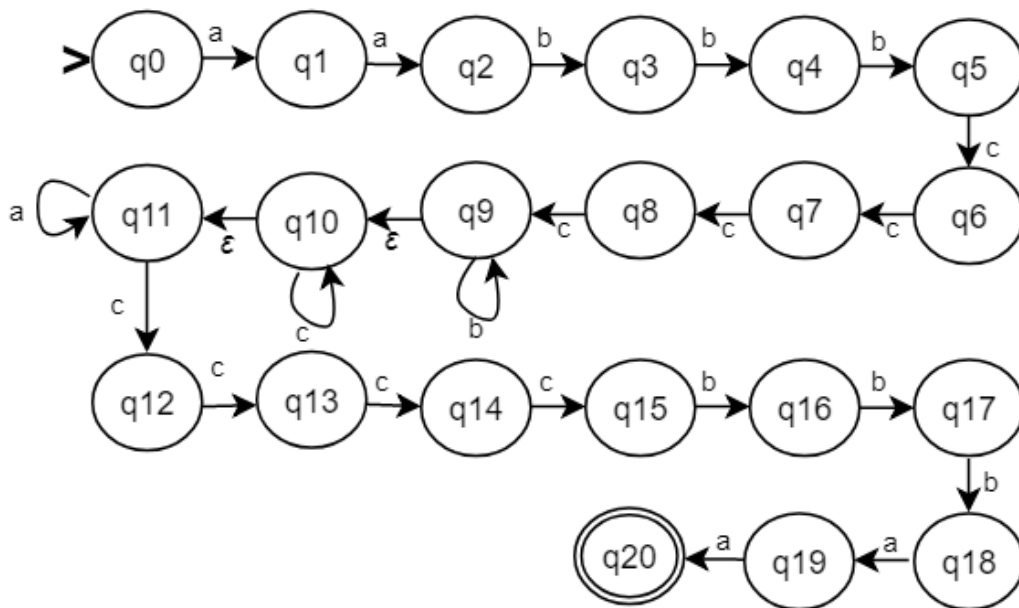 a a b b b
> q0 q1 q2 q3 q4 q5
c
a q11 q10 q9 q8 q7 q6
ε ε c c c
c c b
c c c b b
q12 q13 q14 q15 q16 q17
b
a a
q20 q19 q18